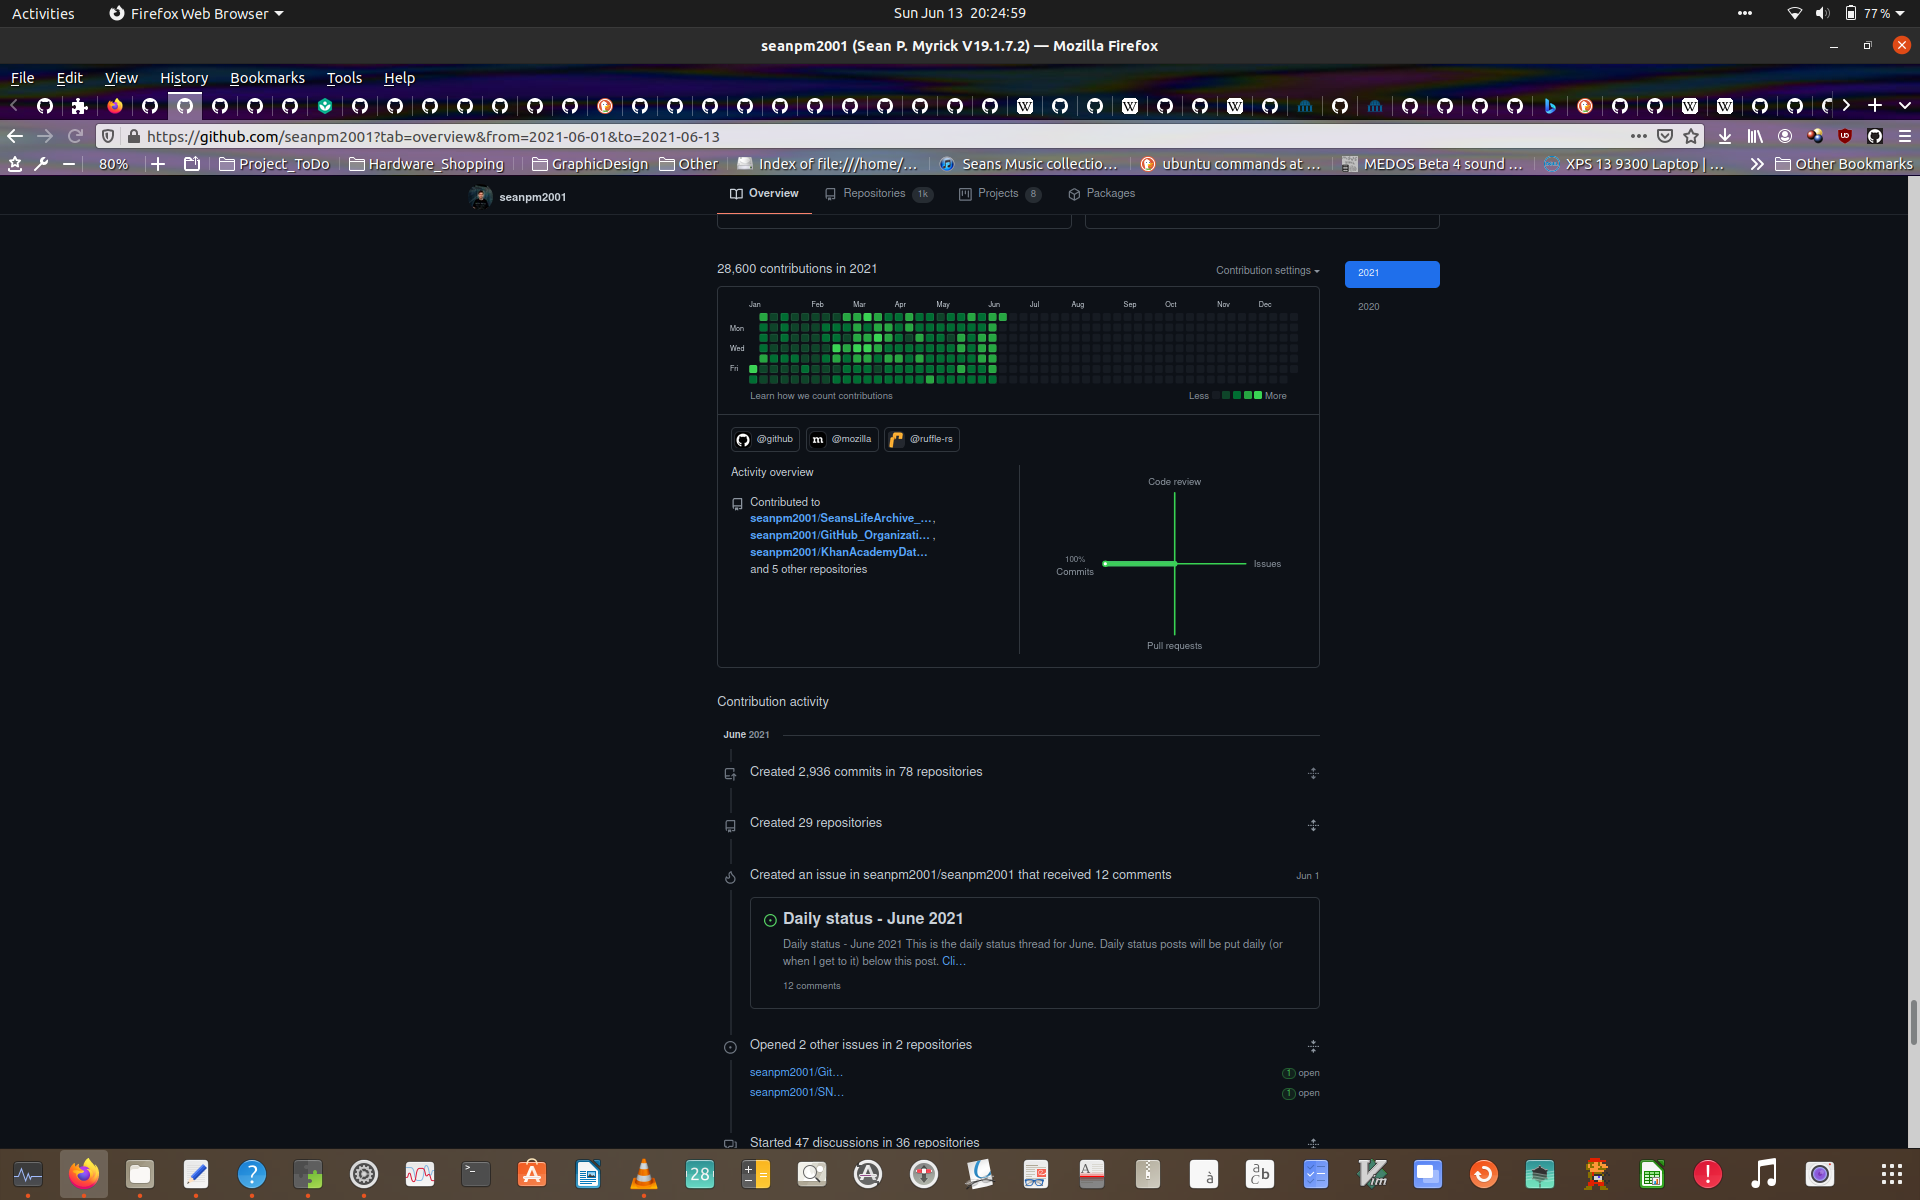 Activities
Firefox Web Browser
Sun Jun 13 20:24:59
77%
seanpm2001 (Sean P. Myrick V19.1.7.2) — Mozilla Firefox
File Edit View History Bookmarks Tools Help
https://github.com/seanpm2001?tab=overview&from=2021-06-01&to=2021-06-13
80%
Project_ToDo
Hardware_Shopping
GraphicDesign
Other
Index of file:///home/…
Seans Music collectio…
ubuntu commands at …
MEDOS Beta 4 sound …
XPS 13 9300 Laptop | …
Other Bookmarks
seanpm2001
Overview
Repositories 1k
Projects 8
Packages
28,600 contributions in 2021
Contribution settings
2021
2020
Jan Feb Mar Apr May Jun Jul Aug Sep Oct Nov Dec
Mon
Wed
Fri
Learn how we count contributions
Less
More
@github
@mozilla
@ruffle-rs
Activity overview
Contributed to
seanpm2001/SeansLifeArchive_…,
seanpm2001/GitHub_Organizati… ,
seanpm2001/KhanAcademyDat…
and 5 other repositories
Code review
100%
Commits
Issues
Pull requests
Contribution activity
June 2021
Created 2,936 commits in 78 repositories
Created 29 repositories
Created an issue in seanpm2001/seanpm2001 that received 12 comments
Jun 1
Daily status - June 2021
Daily status - June 2021 This is the daily status thread for June. Daily status posts will be put daily (or
when I get to it) below this post. Cli…
12 comments
Opened 2 other issues in 2 repositories
seanpm2001/Git…
1 open
seanpm2001/SN…
1 open
Started 47 discussions in 36 repositories
28